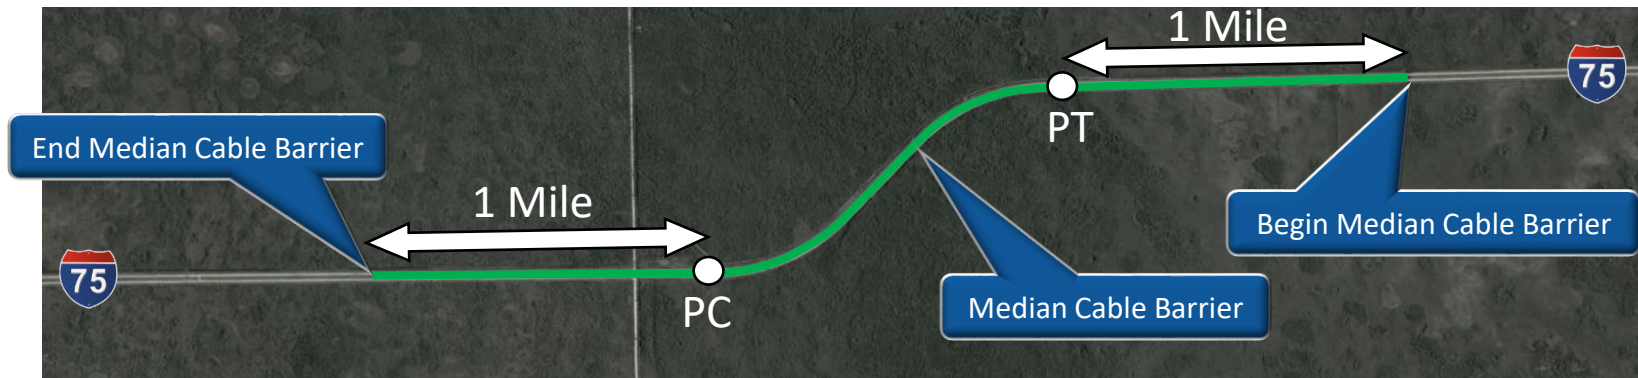 1 Mile
75
PT
End Median Cable Barrier
1 Mile
Begin Median Cable Barrier
75
PC
Median Cable Barrier